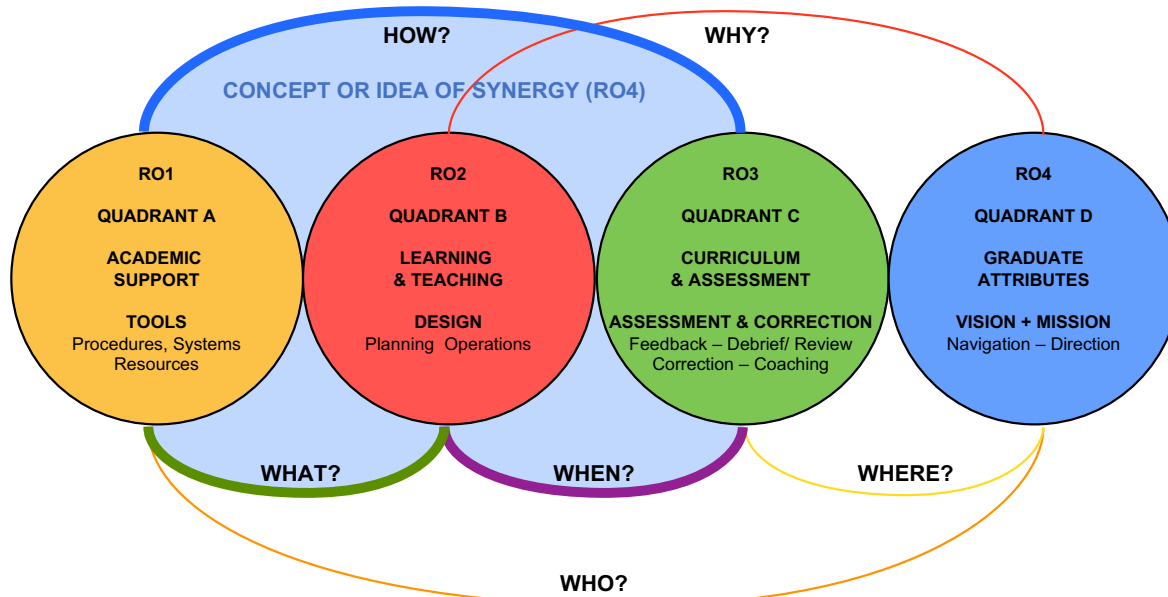 HOW?
WHY?
CONCEPT OR IDEA OF SYNERGY (RO4)
RO1
QUADRANT A
ACADEMIC
SUPPORT
TOOLS
Procedures, Systems
Resources
RO2
QUADRANT B
LEARNING
& TEACHING
DESIGN
Planning Operations
RO3
QUADRANT C
CURRICULUM
& ASSESSMENT
ASSESSMENT & CORRECTION
Feedback – Debrief/ Review
Correction – Coaching
RO4
QUADRANT D
GRADUATE
ATTRIBUTES
VISION + MISSION
Navigation – Direction
WHAT?
WHEN?
WHERE?
WHO?